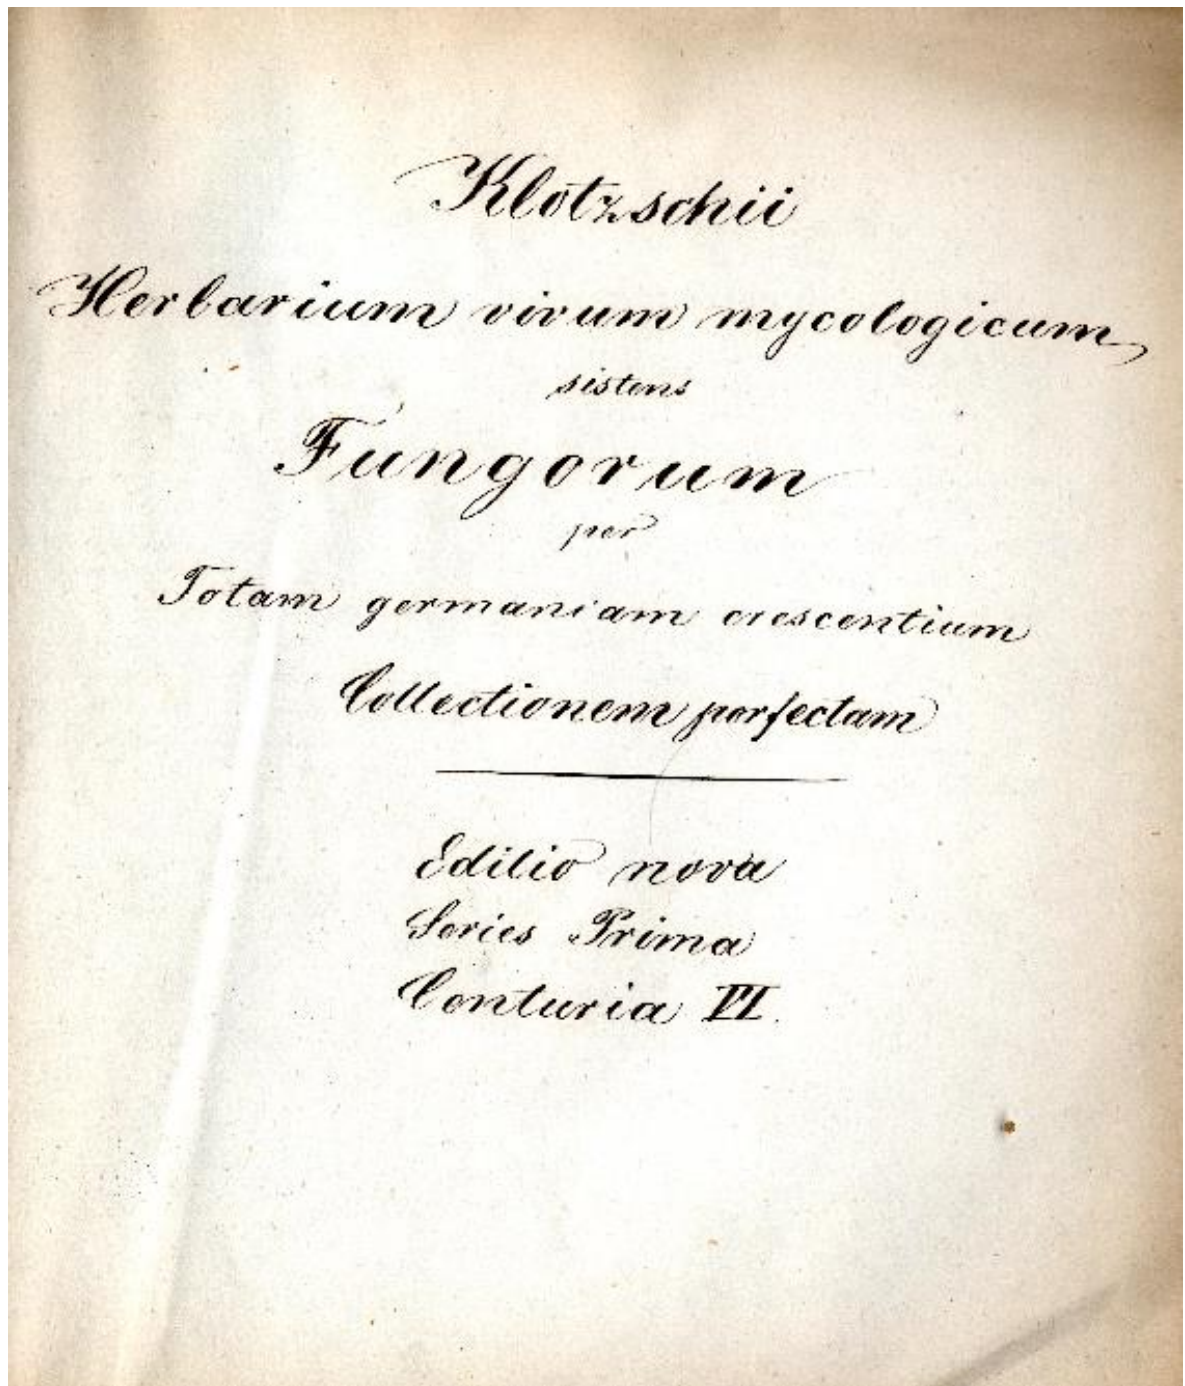 Klotzschii
Herbarium vivum mycologicum
sistens
Fungorum
per
Totam germaniam crescentium
Collectionem perfectam
Editio nova
Series Prima
Centuria VI.